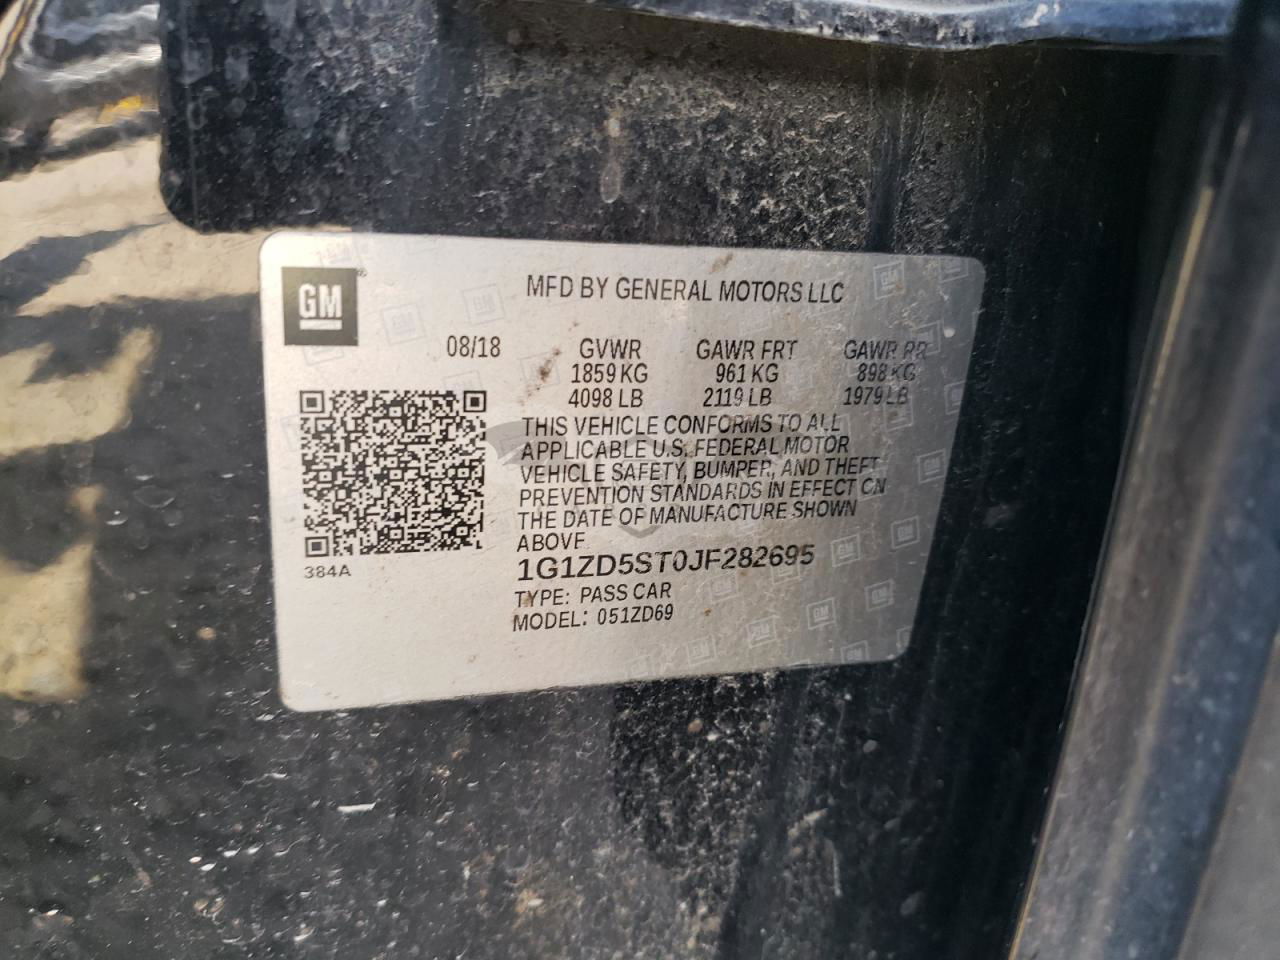 GM
MFD BY GENERAL MOTORS LLC
08/18 GVWR GAWR FRT GAWR RR
1859 KG 961 KG 898 KG
4098 LB 2119 LB 1979 LB
THIS VEHICLE CONFORMS TO ALL
APPLICABLE U.S. FEDERAL MOTOR
VEHICLE SAFETY, BUMPER, AND THEFT
PREVENTION STANDARDS IN EFFECT ON
THE DATE OF MANUFACTURE SHOWN
ABOVE
384A
1G1ZD5ST0JF282695
TYPE: PASS CAR
MODEL: 051ZD69